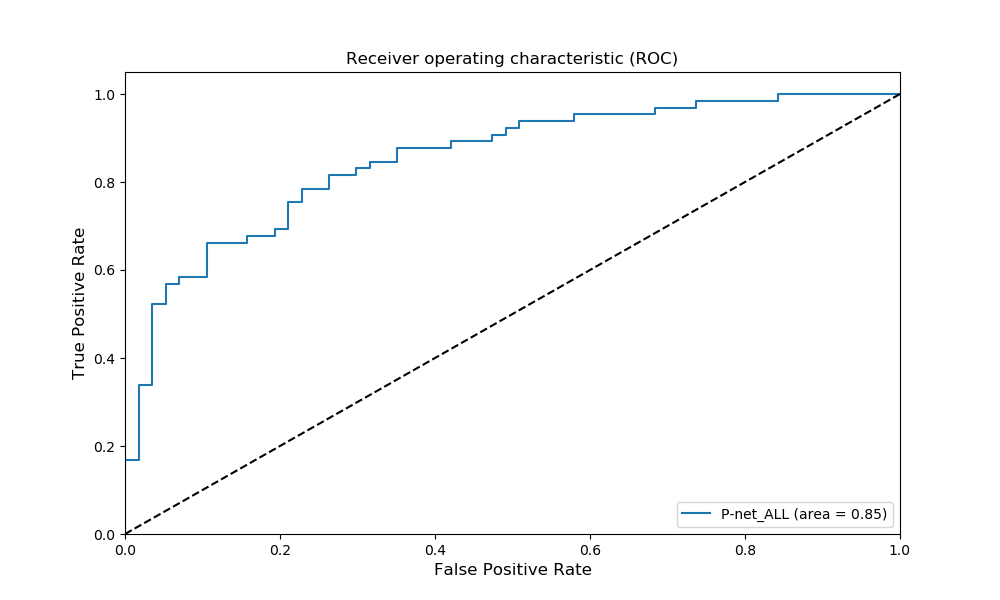 Receiver operating characteristic (ROC)
True Positive Rate
1.0
0.8
0.6
0.4
0.2
0.0
P-net_ALL (area = 0.85)
0.0 0.2 0.4 0.6 0.8 1.0
False Positive Rate